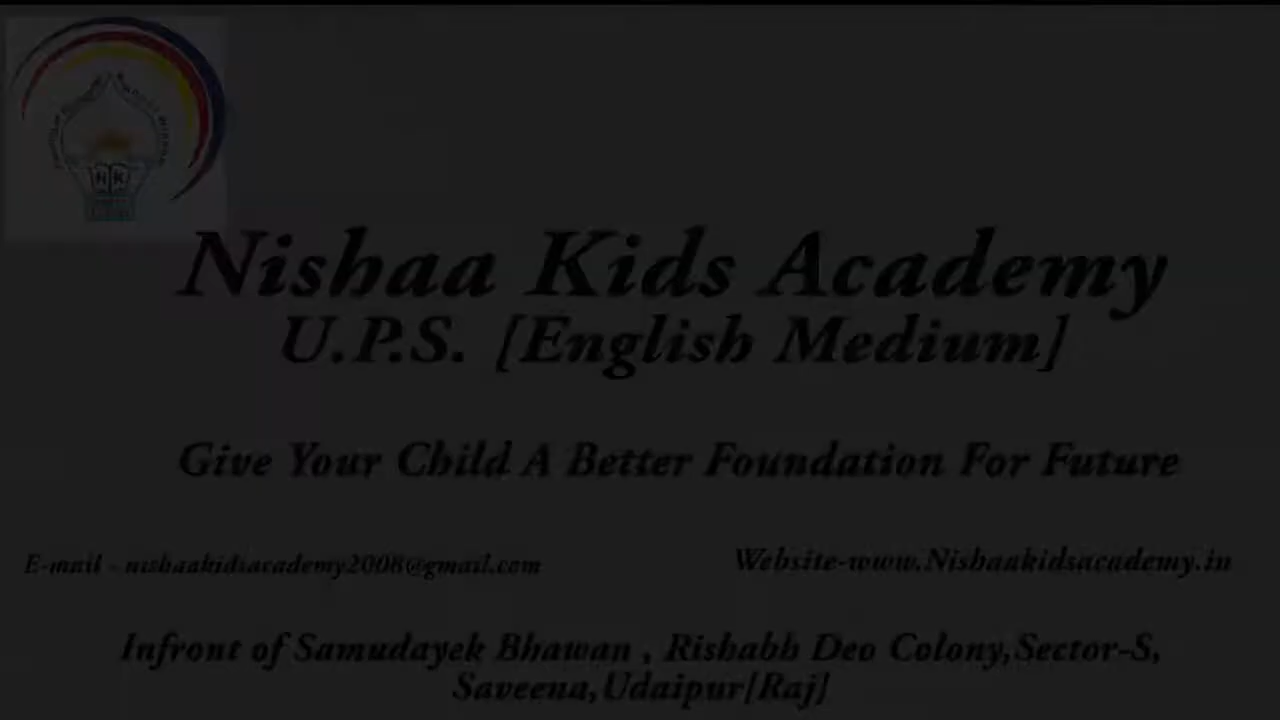 Nishaa Kids Academy
U.P.S. [English Medium]
Give Your Child A Better Foundation For Future
E-mail - nishaakidsacademy2008@gmail.com
Website-www.Nishaakidsacademy.in
Infront of Samudayek Bhawan , Rishabh Deo Colony,Sector-S,
Saveena,Udaipur[Raj]